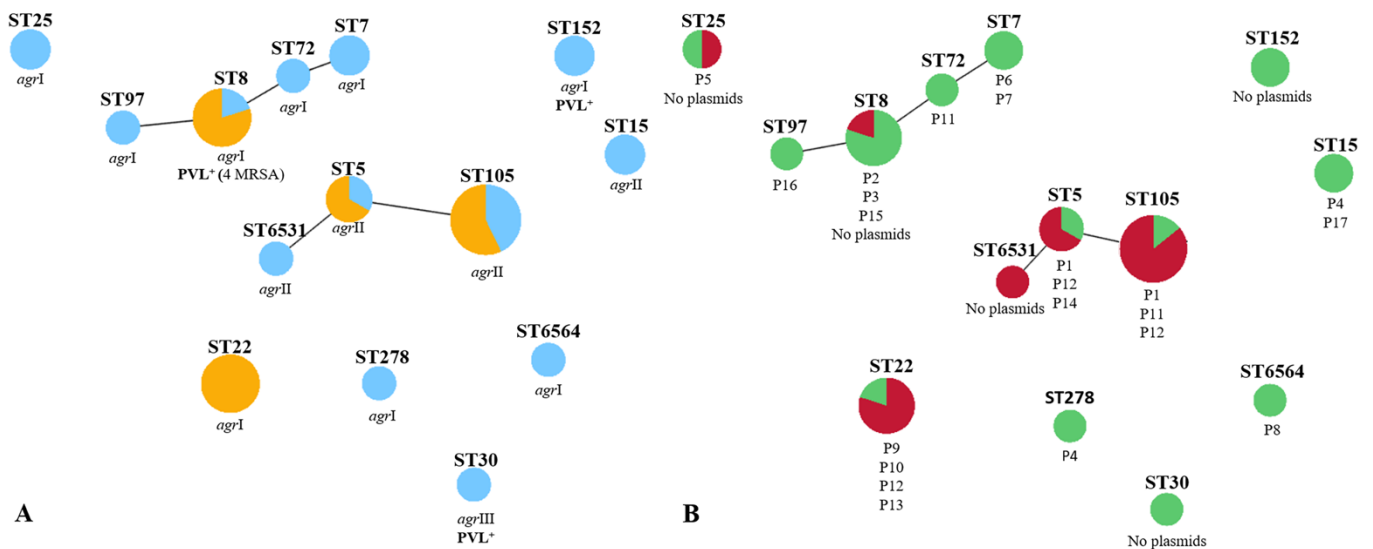 ST25
agrI
ST97
agrI
ST8
agrI
PVL⁺ (4 MRSA)
ST72
agrI
ST7
agrI
ST152
agrI
PVL⁺
ST15
agrII
ST5
agrII
ST105
agrII
ST6531
agrII
ST22
agrI
ST278
agrI
ST6564
agrI
ST30
agrIII
PVL⁺
A
ST25
P5
No plasmids
ST97
P16
ST8
P2
P3
P15
No plasmids
ST72
P11
ST7
P6
P7
ST152
No plasmids
ST15
P4
P17
ST5
P1
P12
P14
ST105
P1
P11
P12
ST6531
No plasmids
ST22
P9
P10
P12
P13
ST278
P4
ST6564
P8
ST30
No plasmids
B